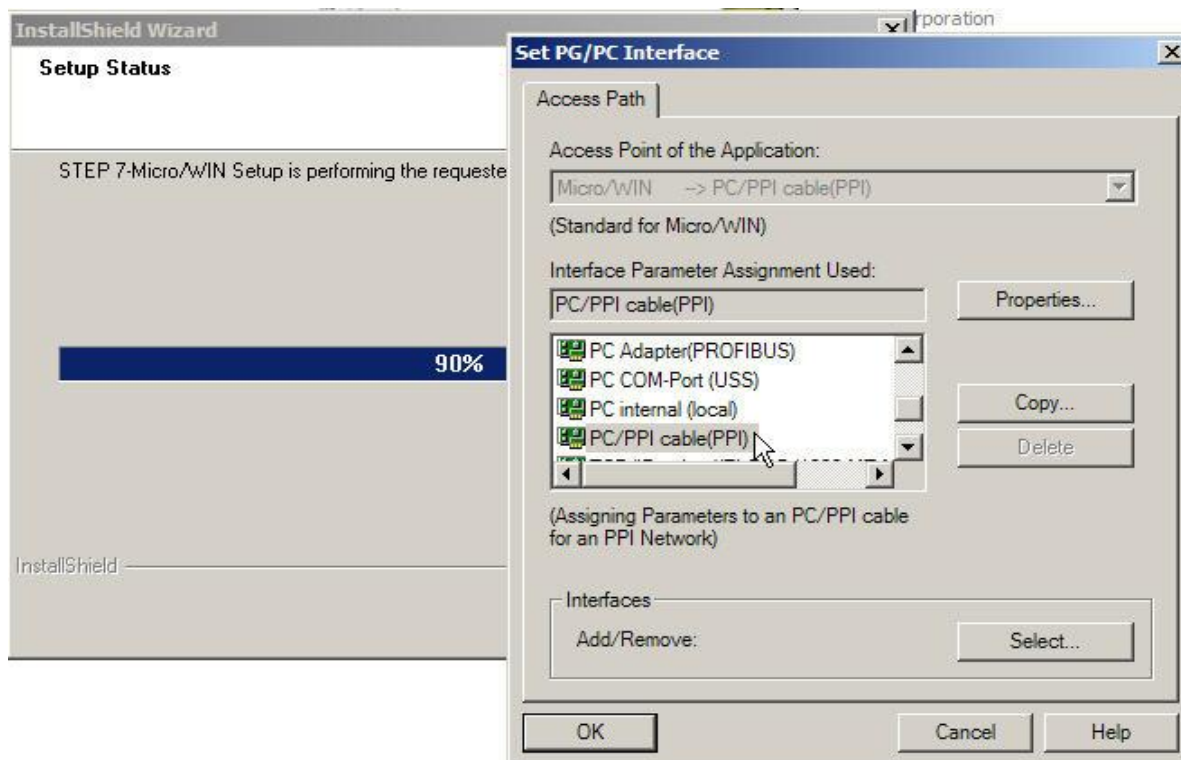 rporation
InstallShield Wizard
Setup Status
STEP 7-Micro/WIN Setup is performing the requeste
90%
InstallShield
Set PG/PC Interface
Access Path
Access Point of the Application:
Micro/WIN --> PC/PPI cable(PPI)
(Standard for Micro/WIN)
Interface Parameter Assignment Used:
PC/PPI cable(PPI)
Properties...
PC Adapter(PROFIBUS)
PC COM-Port (USS)
PC internal (local)
PC/PPI cable(PPI)
Copy...
Delete
(Assigning Parameters to an PC/PPI cable
for an PPI Network)
Interfaces
Add/Remove:
Select...
OK
Cancel
Help